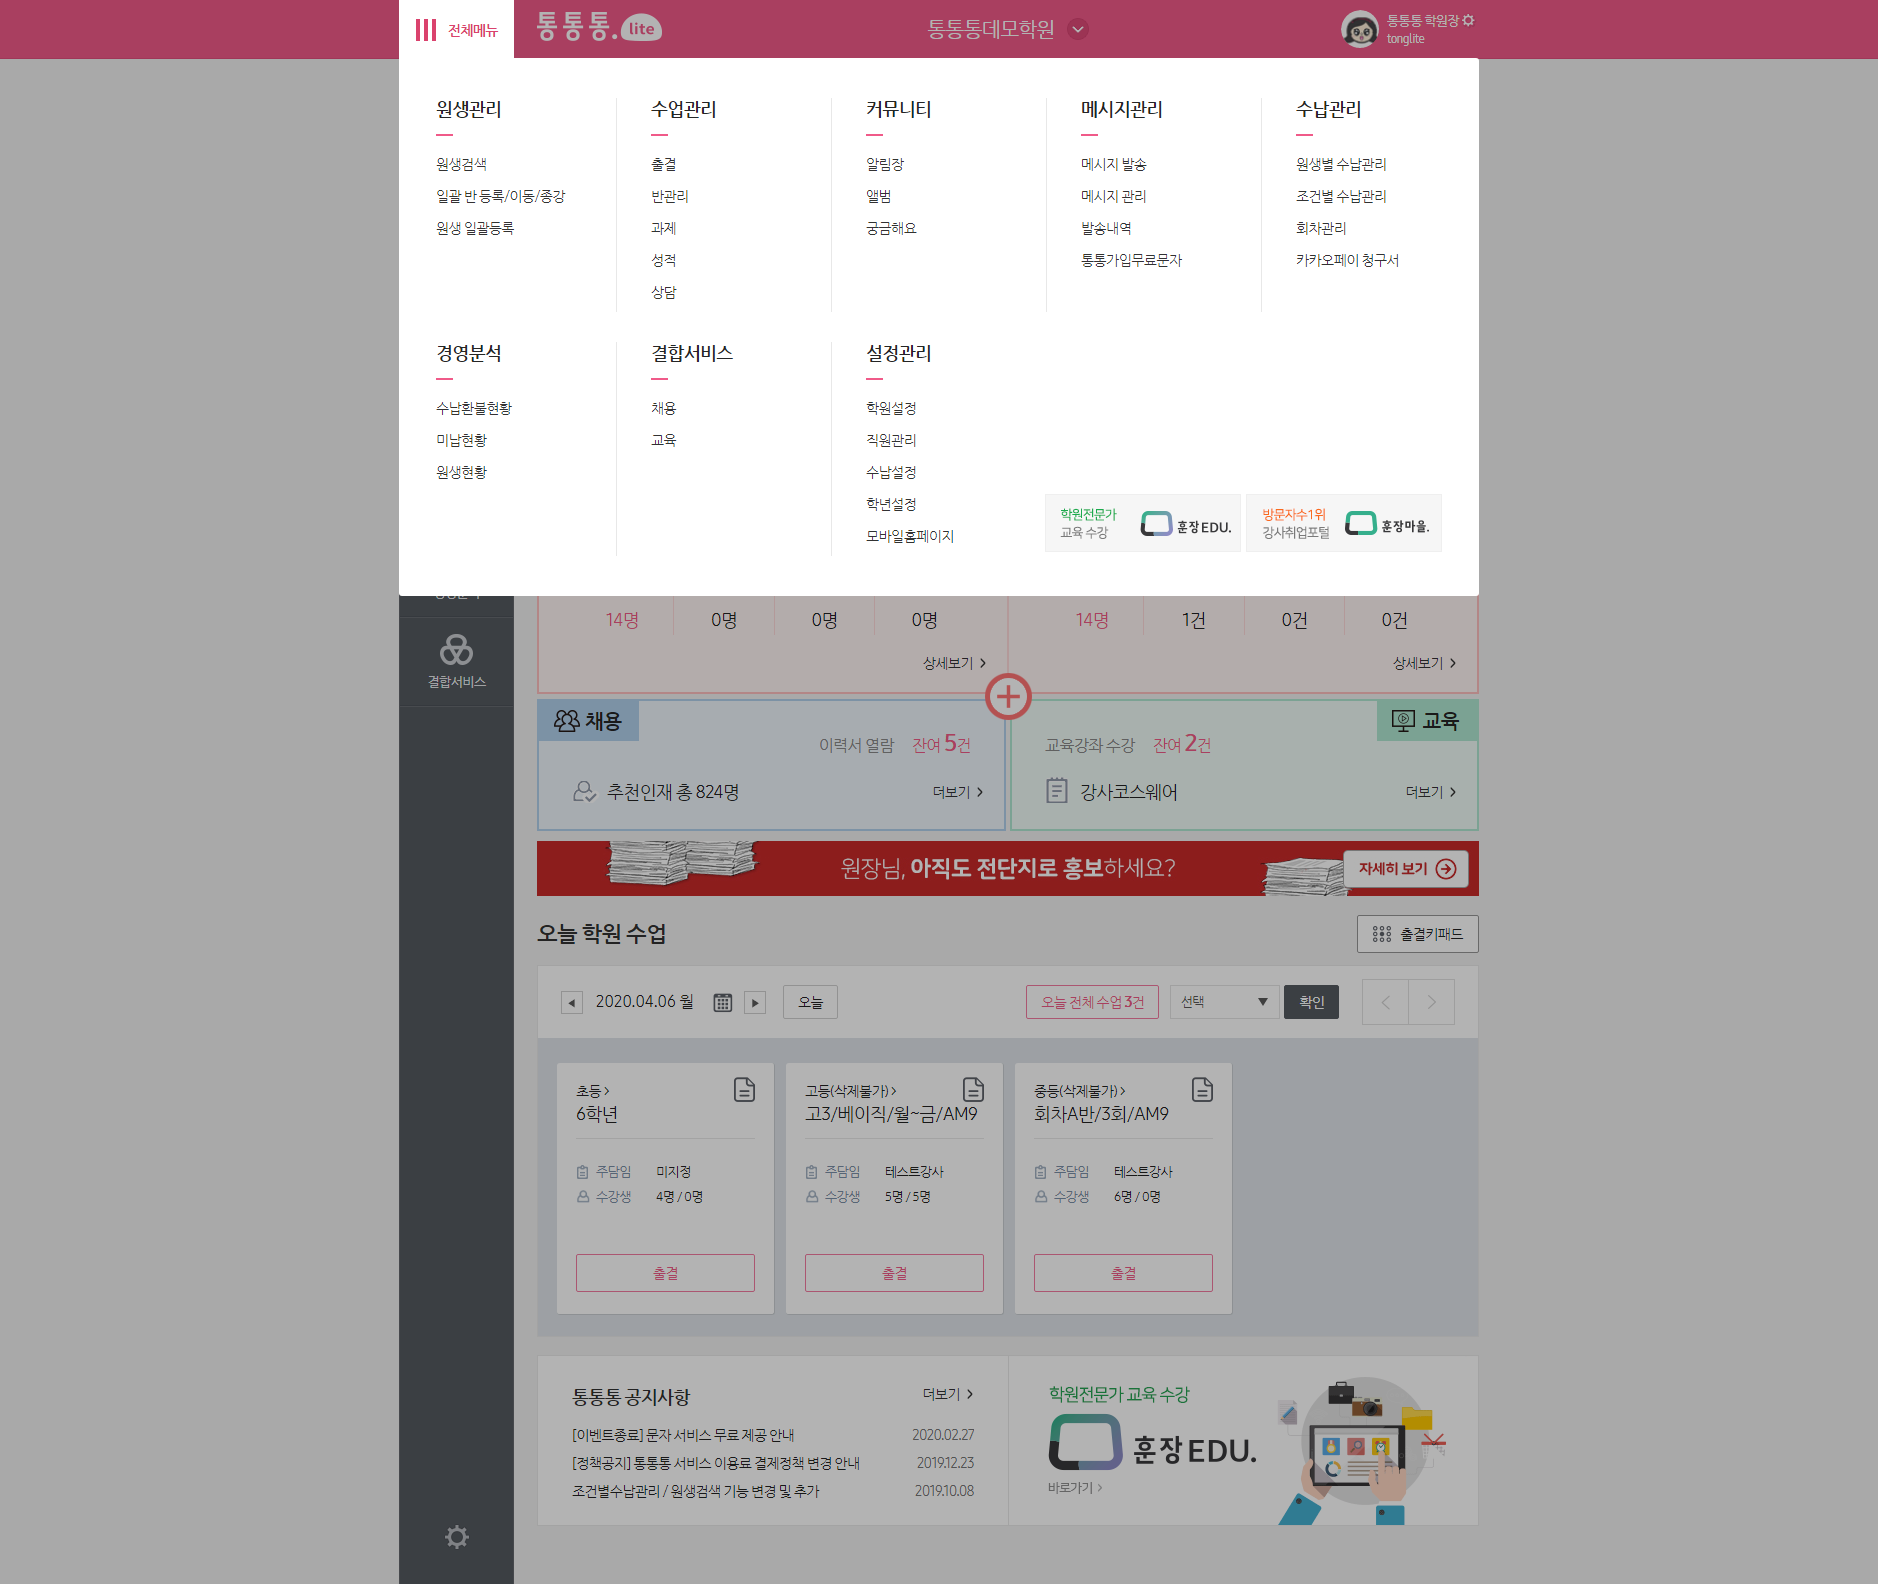 전체메뉴
통통통.lite
통통통데모학원
통통통 학원장
tonglite
원생관리
원생검색
일괄 반 등록/이동/종강
원생 일괄등록
수업관리
출결
반관리
과제
성적
상담
커뮤니티
알림장
앨범
궁금해요
메시지관리
메시지 발송
메시지 관리
발송내역
통통가입무료문자
수납관리
원생별 수납관리
조건별 수납관리
회차관리
카카오페이 청구서
경영분석
수납환불현황
미납현황
원생현황
결합서비스
채용
교육
설정관리
학원설정
직원관리
수납설정
학년설정
모바일홈페이지
학원전문가
교육 수강
훈장EDU.
방문자수1위
강사취업포털
훈장마을.
결합서비스
14명 0명 0명 0명
상세보기
14명 1건 0건 0건
상세보기
채용
이력서 열람 잔여 5건
추천인재 총 824명
더보기
교육
교육강좌 수강 잔여 2건
강사코스웨어
더보기
원장님, 아직도 전단지로 홍보하세요?
자세히 보기
오늘 학원 수업
출결키패드
2020.04.06 월
오늘
오늘 전체 수업 3건
선택
확인
초등
6학년
주담임 미지정
수강생 4명 / 0명
출결
고등(삭제불가)
고3/베이직/월~금/AM9
주담임 테스트강사
수강생 5명 / 5명
출결
중등(삭제불가)
회차A반/3회/AM9
주담임 테스트강사
수강생 6명 / 0명
출결
통통통 공지사항
더보기
[이벤트종료] 문자 서비스 무료 제공 안내 2020.02.27
[정책공지] 통통통 서비스 이용료 결제정책 변경 안내 2019.12.23
조건별수납관리 / 원생검색 기능 변경 및 추가 2019.10.08
학원전문가 교육 수강
훈장EDU.
바로가기